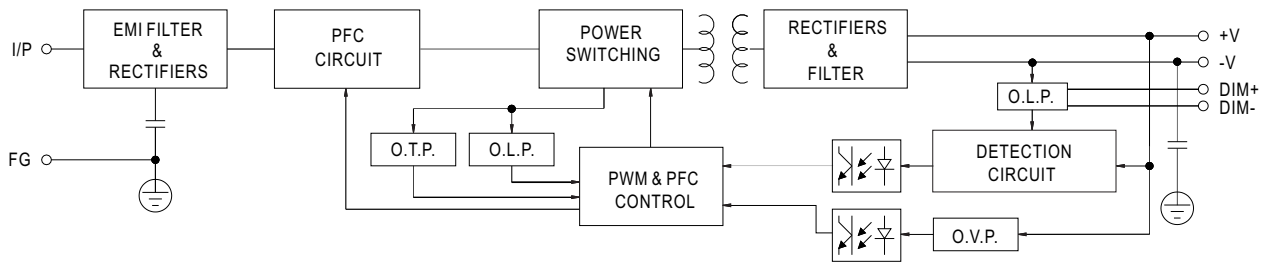 I/P
EMI FILTER
&
RECTIFIERS
PFC
CIRCUIT
POWER
SWITCHING
RECTIFIERS
&
FILTER
+V
-V
DIM+
DIM-
O.L.P.
FG
O.T.P.
O.L.P.
PWM & PFC
CONTROL
DETECTION
CIRCUIT
O.V.P.